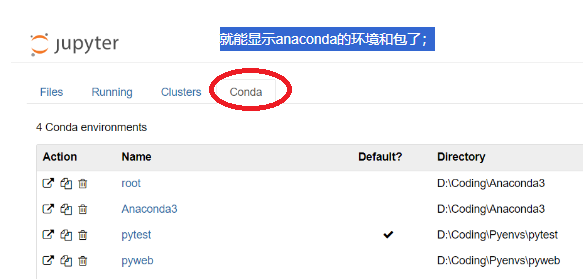 就能显示anaconda的环境和包了；
jupyter
Files Running Clusters Conda
4 Conda environments
Action Name Default? Directory
root D:\Coding\Anaconda3
Anaconda3 D:\Coding\Anaconda3
pytest D:\Coding\Pyenvs\pytest
pyweb D:\Coding\Pyenvs\pyweb